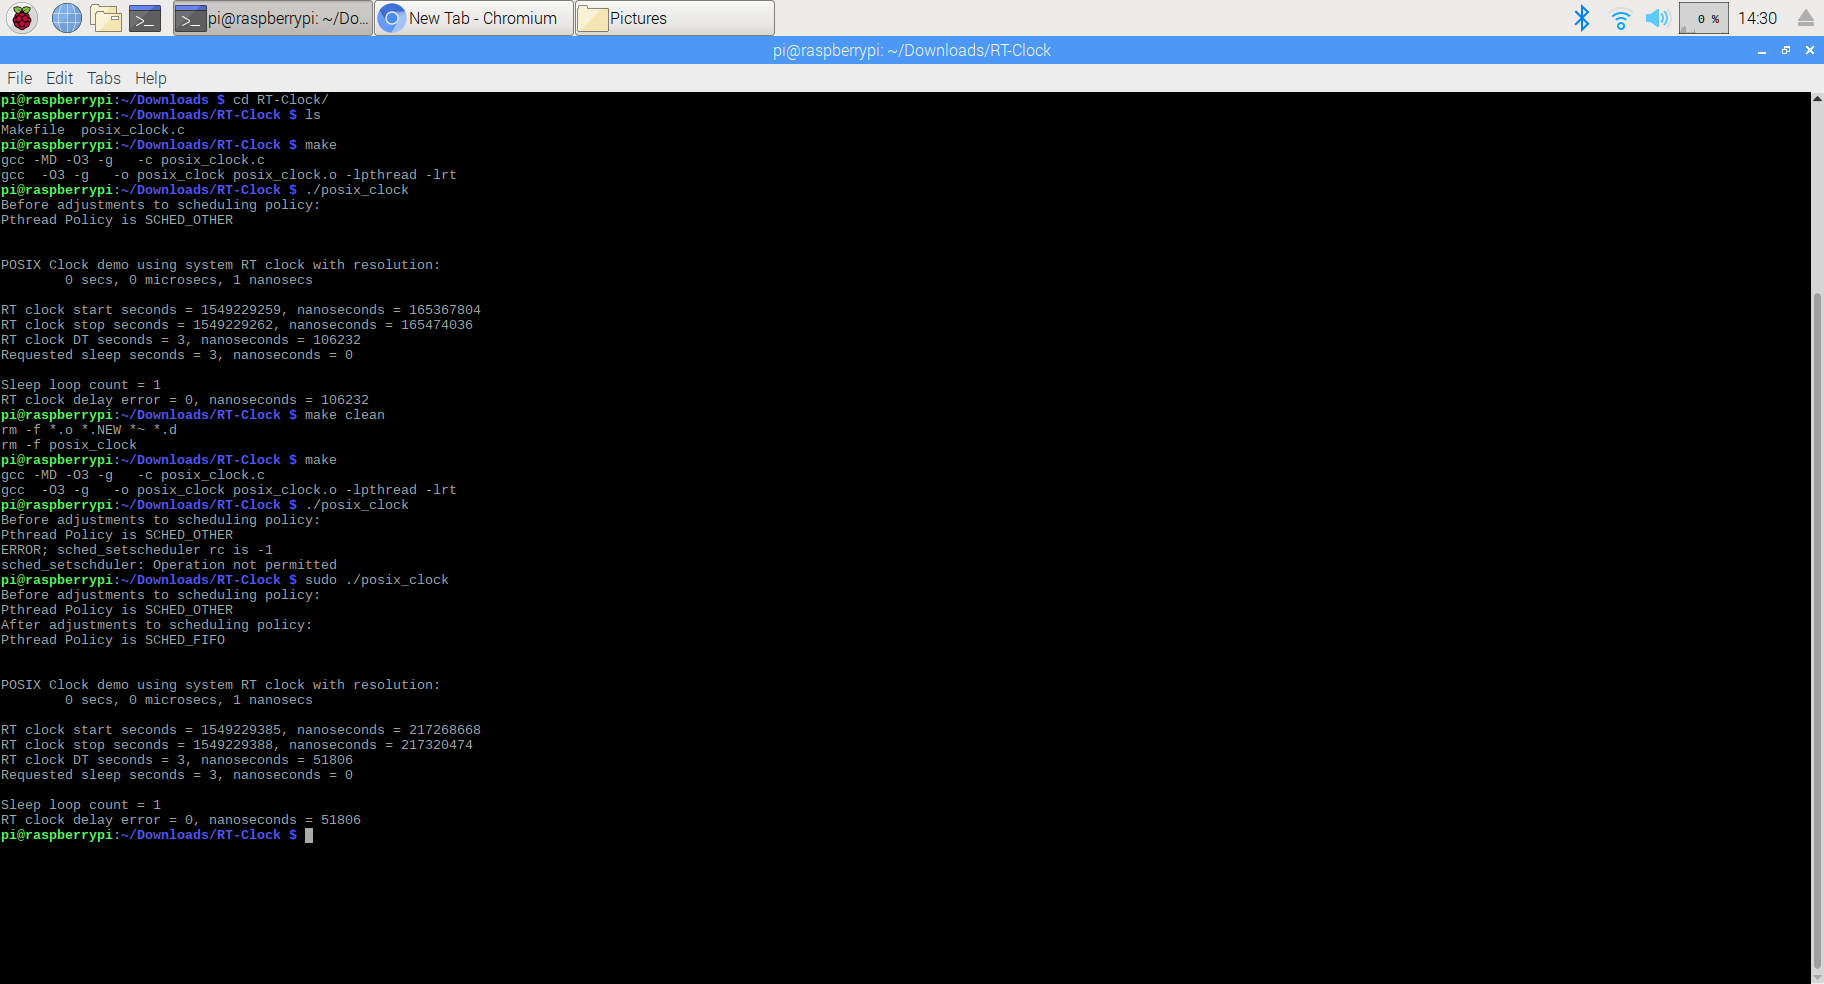 pi@raspberrypi: ~/Do... New Tab - Chromium Pictures 0 % 14:30
pi@raspberrypi: ~/Downloads/RT-Clock
File Edit Tabs Help
pi@raspberrypi:~/Downloads $ cd RT-Clock/
pi@raspberrypi:~/Downloads/RT-Clock $ ls
Makefile  posix_clock.c
pi@raspberrypi:~/Downloads/RT-Clock $ make
gcc -MD -O3 -g   -c posix_clock.c
gcc  -O3 -g   -o posix_clock posix_clock.o -lpthread -lrt
pi@raspberrypi:~/Downloads/RT-Clock $ ./posix_clock
Before adjustments to scheduling policy:
Pthread Policy is SCHED_OTHER
POSIX Clock demo using system RT clock with resolution:
        0 secs, 0 microsecs, 1 nanosecs
RT clock start seconds = 1549229259, nanoseconds = 165367804
RT clock stop seconds = 1549229262, nanoseconds = 165474036
RT clock DT seconds = 3, nanoseconds = 106232
Requested sleep seconds = 3, nanoseconds = 0
Sleep loop count = 1
RT clock delay error = 0, nanoseconds = 106232
pi@raspberrypi:~/Downloads/RT-Clock $ make clean
rm -f *.o *.NEW *~ *.d
rm -f posix_clock
pi@raspberrypi:~/Downloads/RT-Clock $ make
gcc -MD -O3 -g   -c posix_clock.c
gcc  -O3 -g   -o posix_clock posix_clock.o -lpthread -lrt
pi@raspberrypi:~/Downloads/RT-Clock $ ./posix_clock
Before adjustments to scheduling policy:
Pthread Policy is SCHED_OTHER
ERROR; sched_setscheduler rc is -1
sched_setschduler: Operation not permitted
pi@raspberrypi:~/Downloads/RT-Clock $ sudo ./posix_clock
Before adjustments to scheduling policy:
Pthread Policy is SCHED_OTHER
After adjustments to scheduling policy:
Pthread Policy is SCHED_FIFO
POSIX Clock demo using system RT clock with resolution:
        0 secs, 0 microsecs, 1 nanosecs
RT clock start seconds = 1549229385, nanoseconds = 217268668
RT clock stop seconds = 1549229388, nanoseconds = 217320474
RT clock DT seconds = 3, nanoseconds = 51806
Requested sleep seconds = 3, nanoseconds = 0
Sleep loop count = 1
RT clock delay error = 0, nanoseconds = 51806
pi@raspberrypi:~/Downloads/RT-Clock $